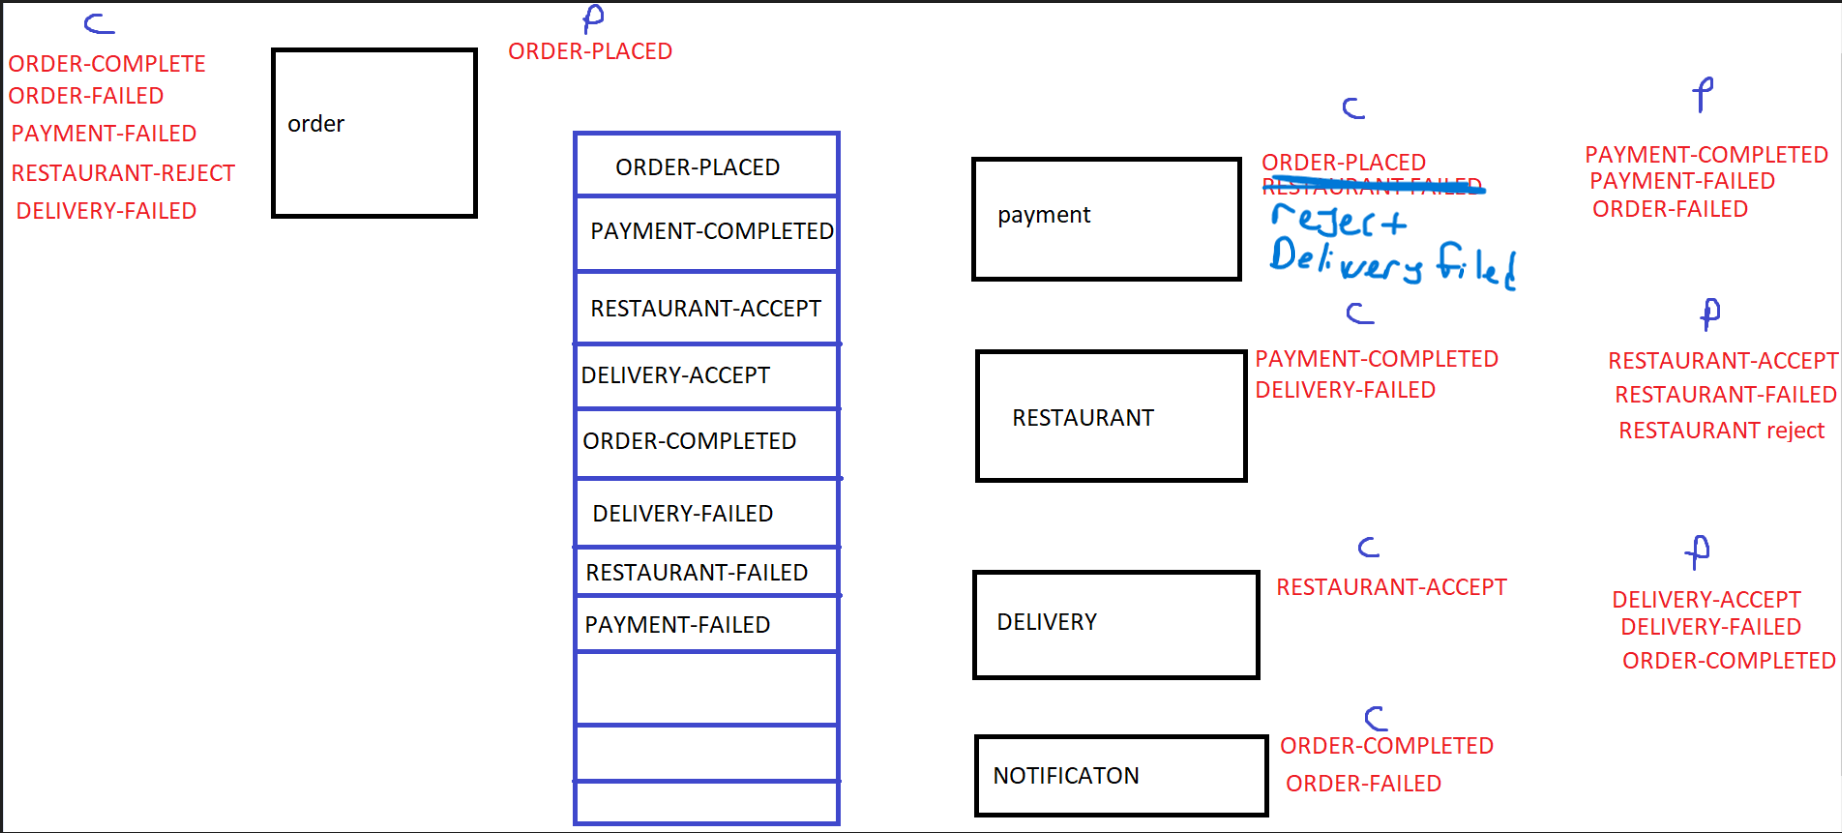 C
ORDER-COMPLETE
ORDER-FAILED
PAYMENT-FAILED
RESTAURANT-REJECT
DELIVERY-FAILED
order
P
ORDER-PLACED
ORDER-PLACED
PAYMENT-COMPLETED
RESTAURANT-ACCEPT
DELIVERY-ACCEPT
ORDER-COMPLETED
DELIVERY-FAILED
RESTAURANT-FAILED
PAYMENT-FAILED
payment
C
ORDER-PLACED
RESTAURANT-FAILED
reject
Delivery filed
P
PAYMENT-COMPLETED
PAYMENT-FAILED
ORDER-FAILED
RESTAURANT
C
PAYMENT-COMPLETED
DELIVERY-FAILED
P
RESTAURANT-ACCEPT
RESTAURANT-FAILED
RESTAURANT reject
DELIVERY
C
RESTAURANT-ACCEPT
P
DELIVERY-ACCEPT
DELIVERY-FAILED
ORDER-COMPLETED
NOTIFICATON
C
ORDER-COMPLETED
ORDER-FAILED